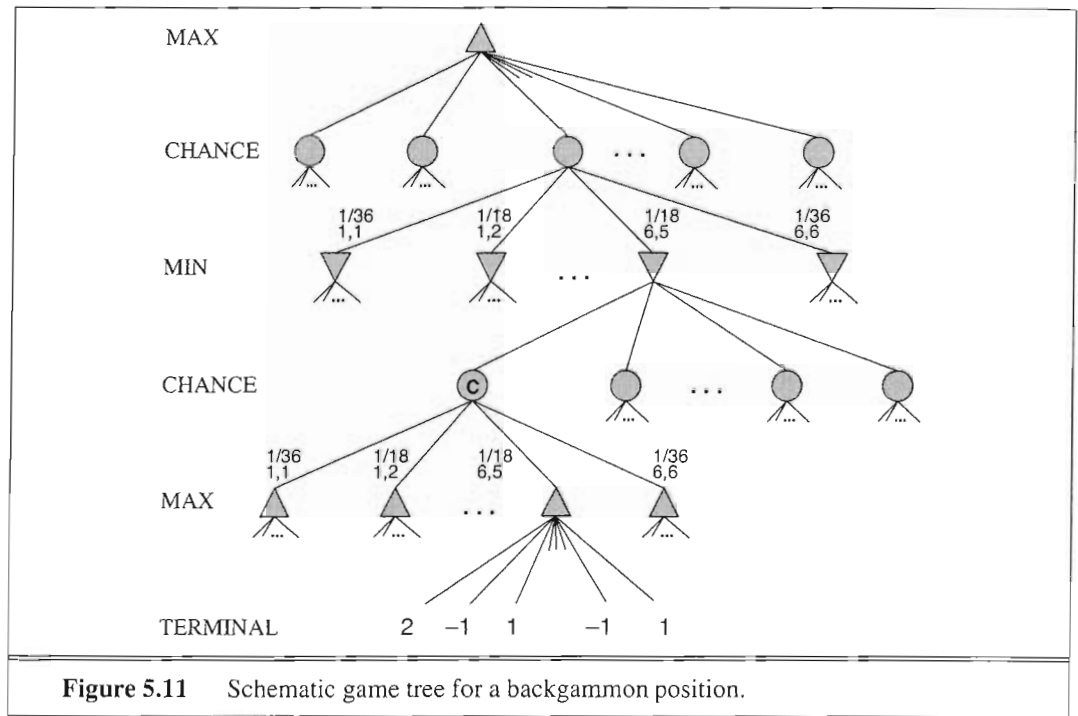 MAX
CHANCE
... ... ... ... ...
. . .
1/36 1/18 1/18 1/36
1,1 1,2 6,5 6,6
MIN
... ... . . . ...
CHANCE
C
... . . . ... ...
1/36 1/18 1/18 1/36
1,1 1,2 6,5 6,6
MAX
... ... . . . ...
TERMINAL 2 –1 1 –1 1
Figure 5.11 Schematic game tree for a backgammon position.